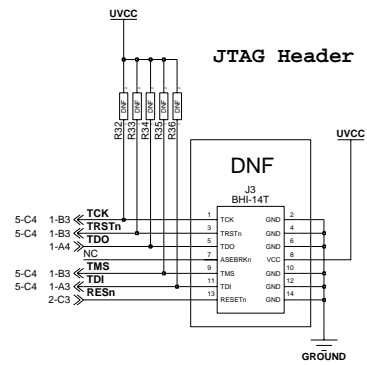 UVCC
JTAG Header
DNF DNF DNF DNF DNF
R32 R33 R34 R35 R36
UVCC
DNF
J3
BHI-14T
5-C4 1-B3 TCK 1 TCK GND 2
5-C4 1-B3 TRSTn 3 TRSTn GND 4
1-A4 TDO 5 TDO GND 6
NC 7 ASEBRKn VCC 8
5-C4 1-B3 TMS 9 TMS GND 10
5-C4 1-A3 TDI 11 TDI GND 12
2-C3 RESn 13 RESETn GND 14
GROUND